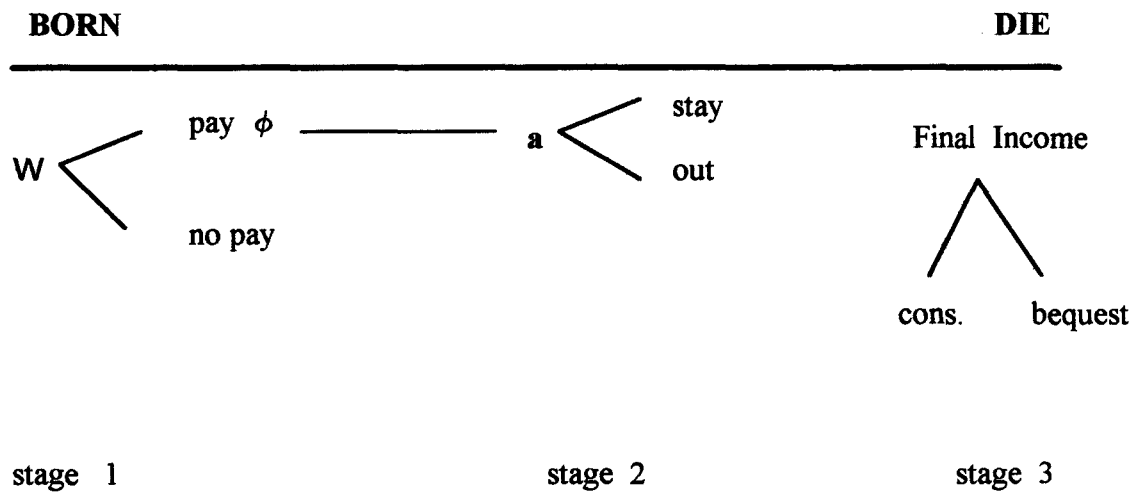 BORN DIE
stay
pay ϕ a Final Income
W out
no pay
cons. bequest
stage 1 stage 2 stage 3